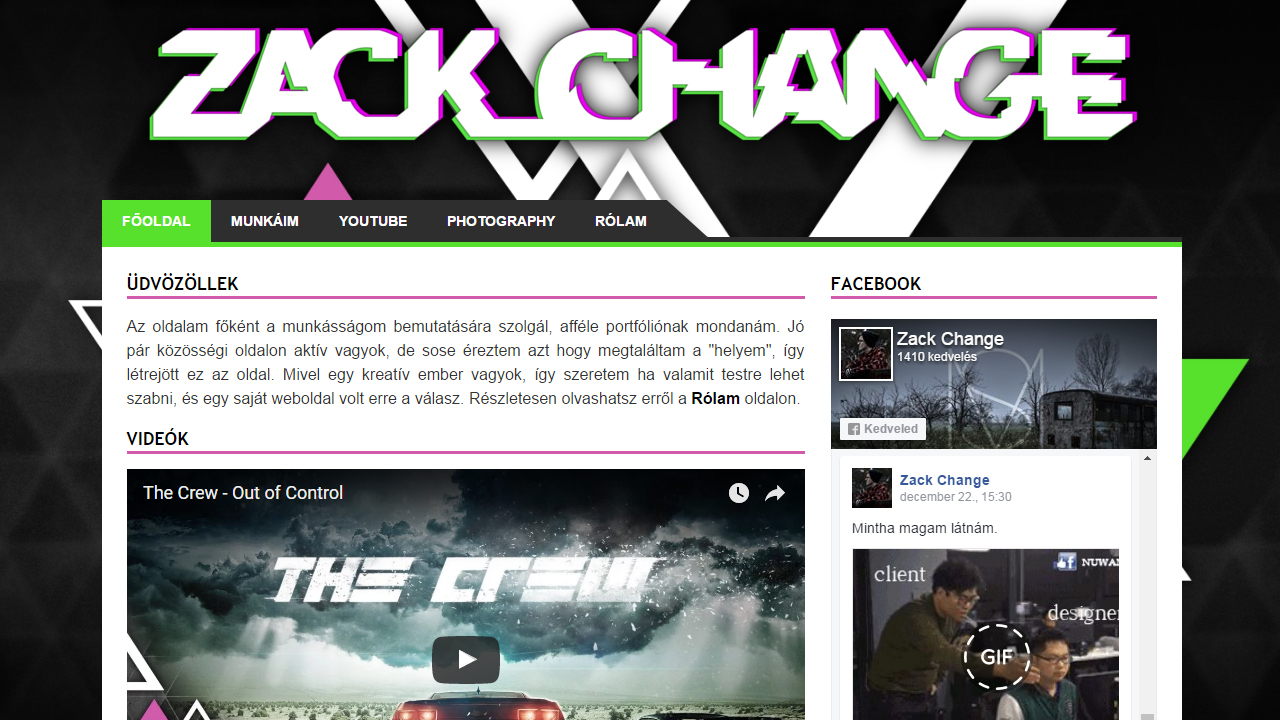 ZACK CHANGE
FŐOLDAL MUNKÁIM YOUTUBE PHOTOGRAPHY RÓLAM
ÜDVÖZÖLLEK
Az oldalam főként a munkásságom bemutatására szolgál, afféle portfóliónak mondanám. Jó
pár közösségi oldalon aktív vagyok, de sose éreztem azt hogy megtaláltam a "helyem", így
létrejött ez az oldal. Mivel egy kreatív ember vagyok, így szeretem ha valamit testre lehet
szabni, és egy saját weboldal volt erre a válasz. Részletesen olvashatsz erről a Rólam oldalon.
VIDEÓK
The Crew - Out of Control
THE CREW
FACEBOOK
Zack Change
1410 kedvelés
Kedveled
Zack Change
december 22., 15:30
Mintha magam látnám.
NUWAN
client
designer
GIF